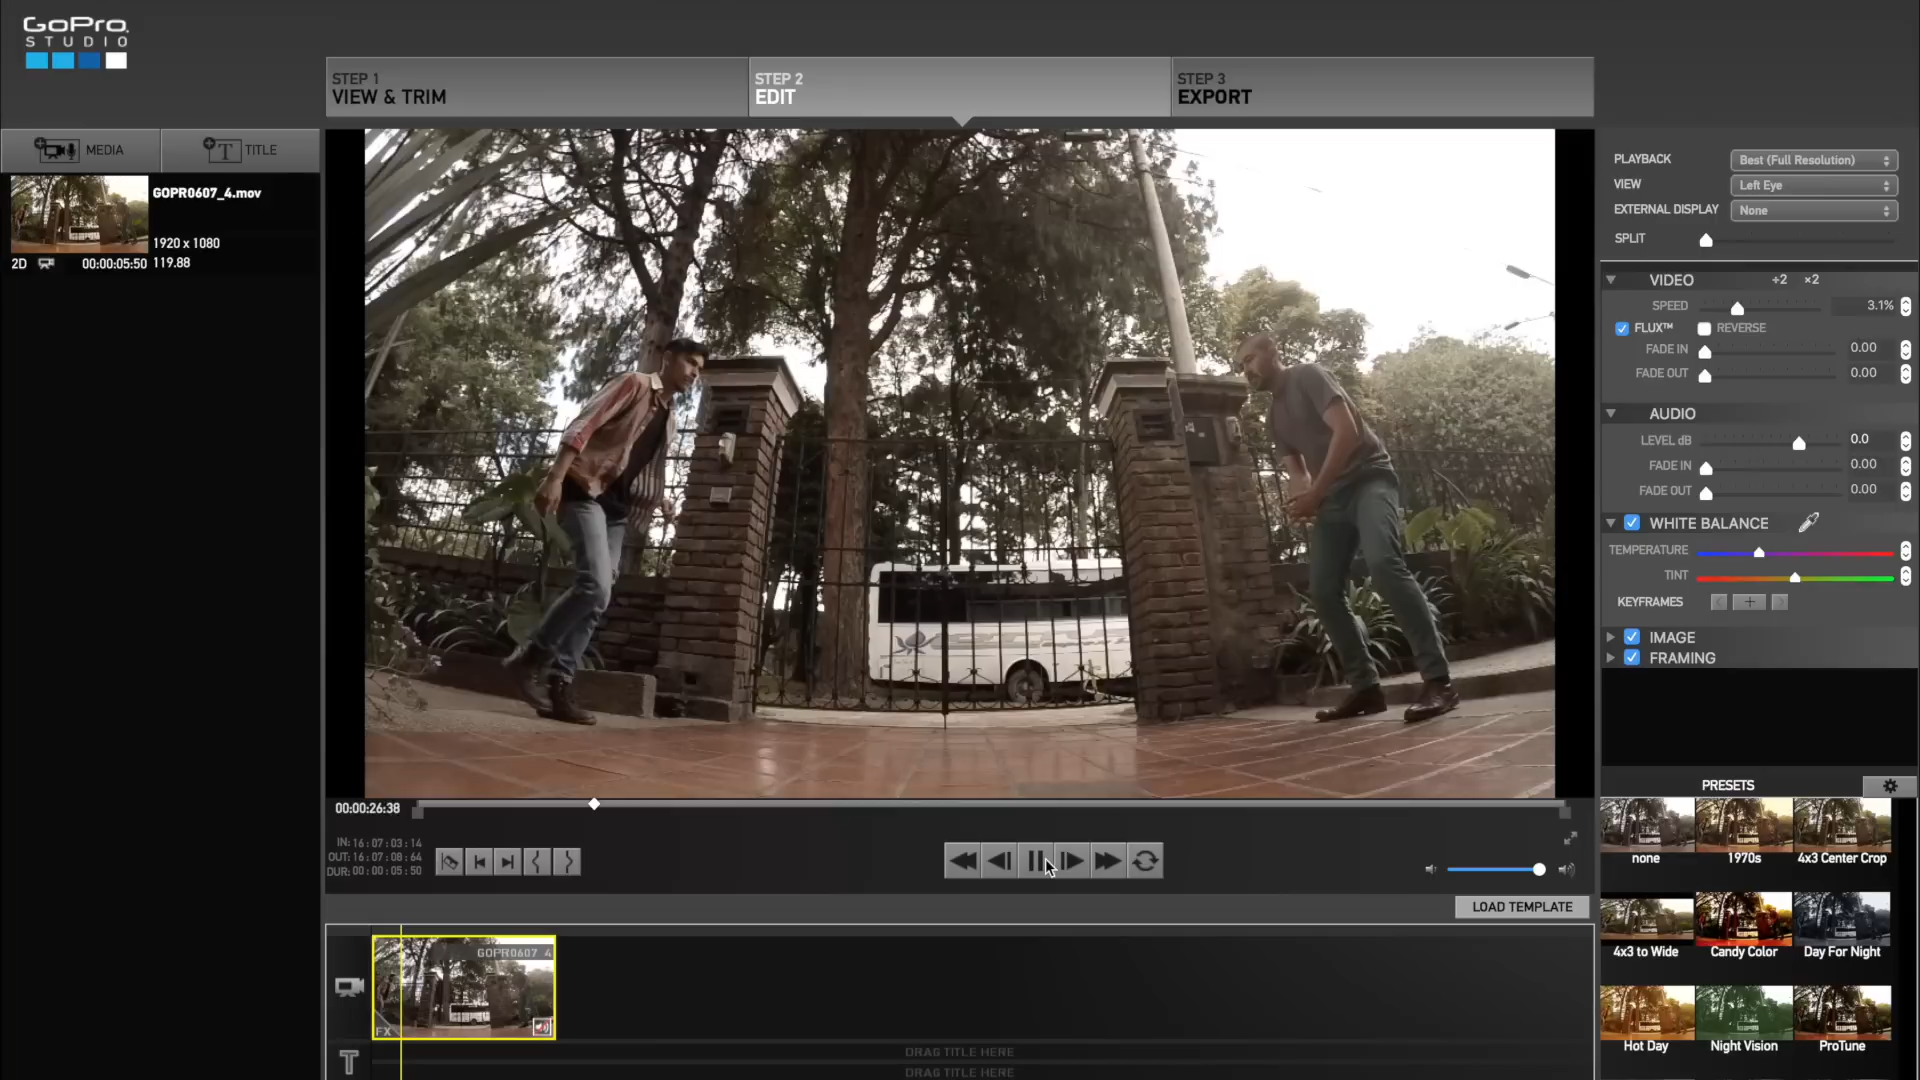 GoPro
STUDIO
STEP 1
VIEW & TRIM
STEP 2
EDIT
STEP 3
EXPORT
MEDIA
TITLE
GOPR0607_4.mov
1920 x 1080
2D 00:00:05:50 119.88
PLAYBACK Best (Full Resolution)
VIEW Left Eye
EXTERNAL DISPLAY None
SPLIT
VIDEO ÷2 ×2
SPEED 3.1%
FLUX™ REVERSE
FADE IN 0.00
FADE OUT 0.00
AUDIO
LEVEL dB 0.0
FADE IN 0.00
FADE OUT 0.00
WHITE BALANCE
TEMPERATURE
TINT
KEYFRAMES
IMAGE
FRAMING
00:00:26:38
IN: 16:07:03:14
OUT: 16:07:08:64
DUR: 00:00:05:50
LOAD TEMPLATE
PRESETS
none 1970s 4x3 Center Crop
4x3 to Wide Candy Color Day For Night
Hot Day Night Vision ProTune
GOPR0607_4
FX
T
DRAG TITLE HERE
DRAG TITLE HERE